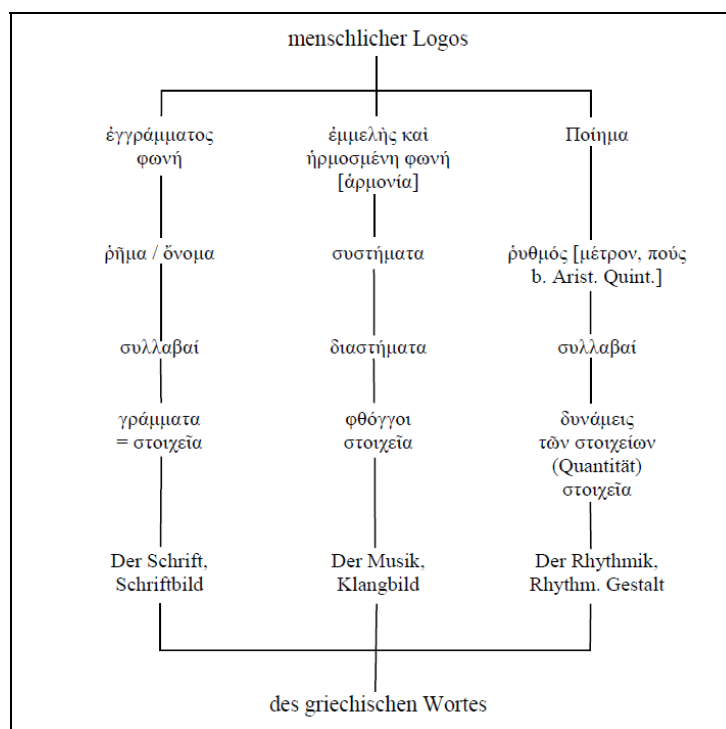 menschlicher Logos
ἐγγράμματος
φωνή
ἐμμελὴς καὶ
ἡρμοσμένη φωνή
[ἁρμονία]
Ποίημα
ῥῆμα / ὄνομα
συστήματα
ῥυθμός [μέτρον, πούς
b. Arist. Quint.]
συλλαβαί
διαστήματα
συλλαβαί
γράμματα
= στοιχεῖα
φθόγγοι
στοιχεῖα
δυνάμεις
τῶν στοιχείων
(Quantität)
στοιχεῖα
Der Schrift,
Schriftbild
Der Musik,
Klangbild
Der Rhythmik,
Rhythm. Gestalt
des griechischen Wortes